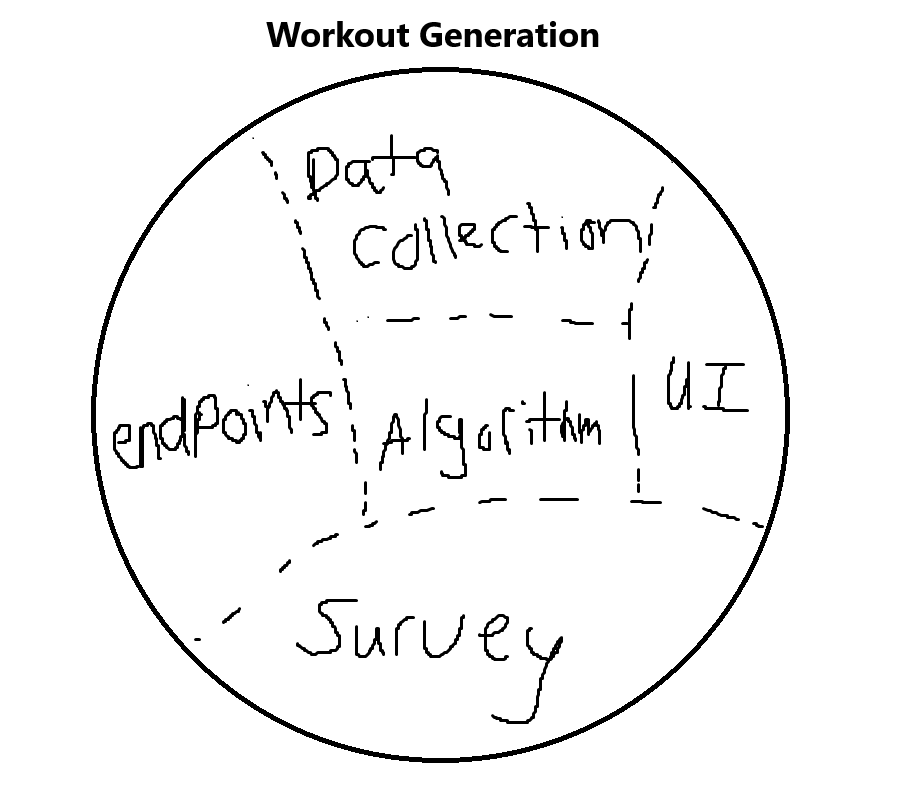 Workout Generation
Data
Collection
endpoints
Algorithm
UI
Survey